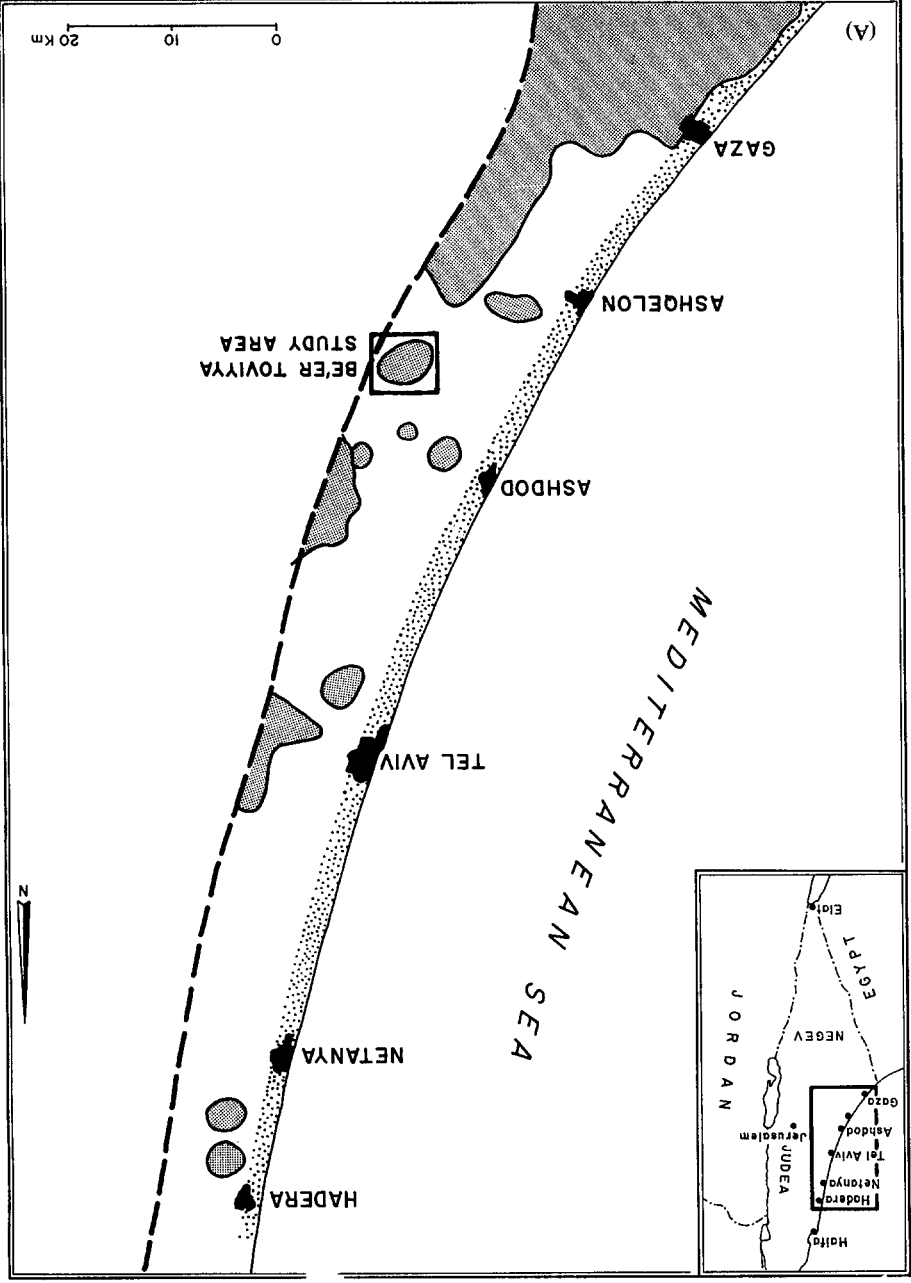 Haifa
Hadera
Netanya
Tel Aviv
Ashdod
Gaza
JUDEA
Jerusalem
JORDAN
NEGEV
EGYPT
Elat
HADERA
NETANYA
MEDITERRANEAN SEA
N
TEL AVIV
ASHDOD
BE'ER TOVIYYA
STUDY AREA
ASHQELON
GAZA
(A)
0 10 20 Km